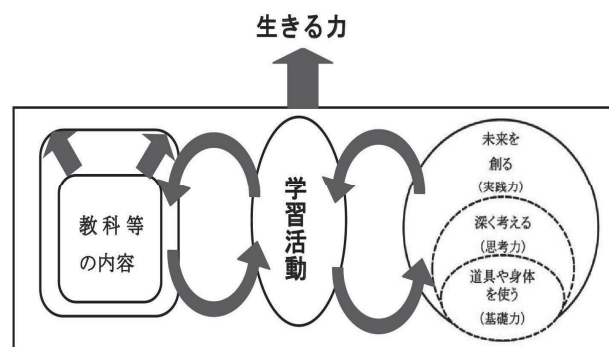 生きる力
教科等
の内容
学習活動
未来を
創る
(実践力)
深く考える
(思考力)
道具や身体
を使う
(基礎力)